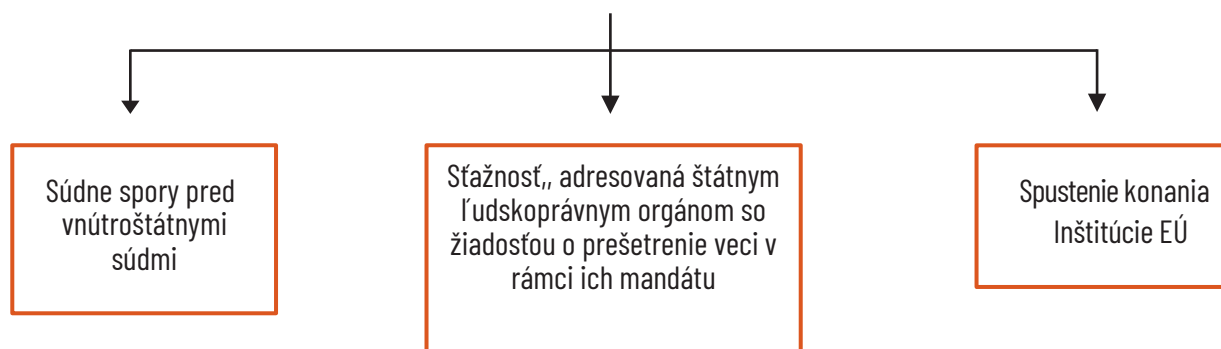 Súdne spory pred
vnútroštátnymi
súdmi
Sťažnosť,, adresovaná štátnym
ľudskoprávnym orgánom so
žiadosťou o prešetrenie veci v
rámci ich mandátu
Spustenie konania
Inštitúcie EÚ